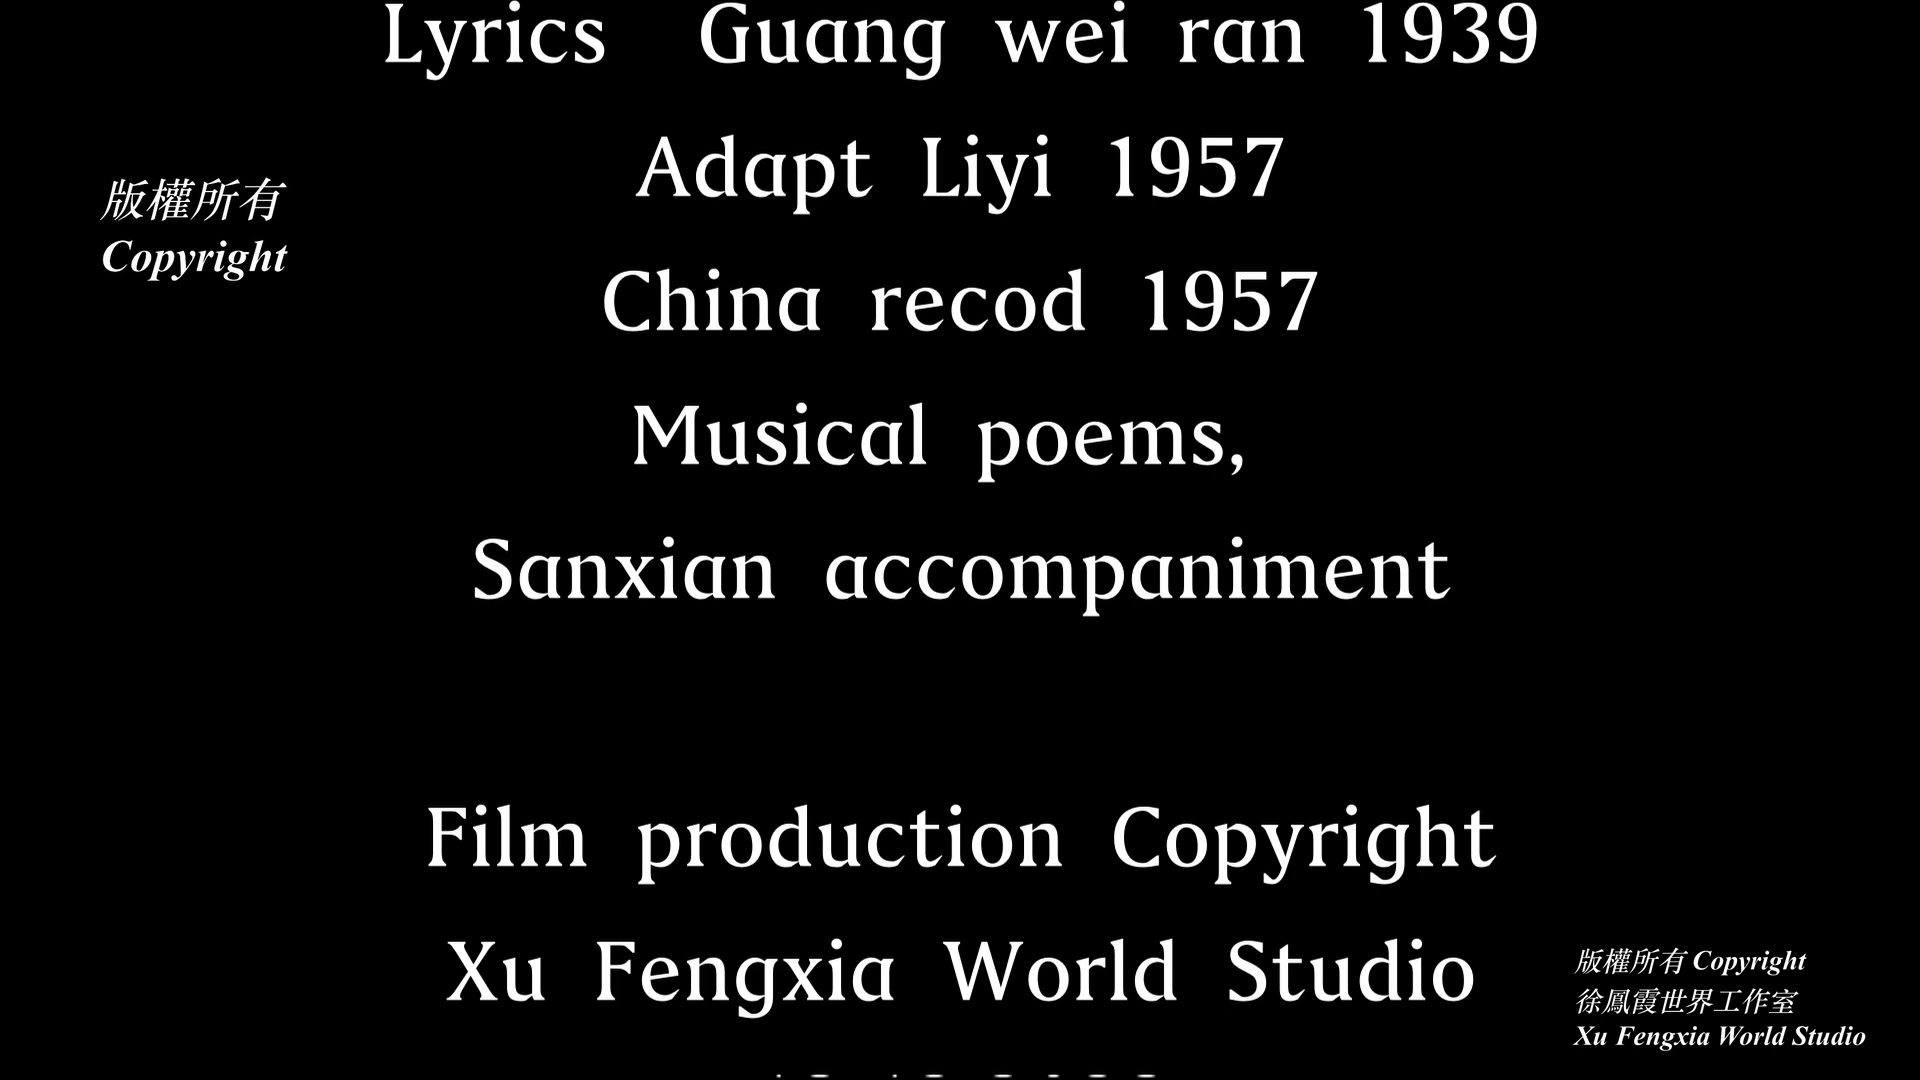 Lyrics Guang wei ran 1939
Adapt Liyi 1957
版權所有
Copyright
China recod 1957
Musical poems,
Sanxian accompaniment
Film production Copyright
Xu Fengxia World Studio
版權所有 Copyright
徐鳳霞世界工作室
Xu Fengxia World Studio